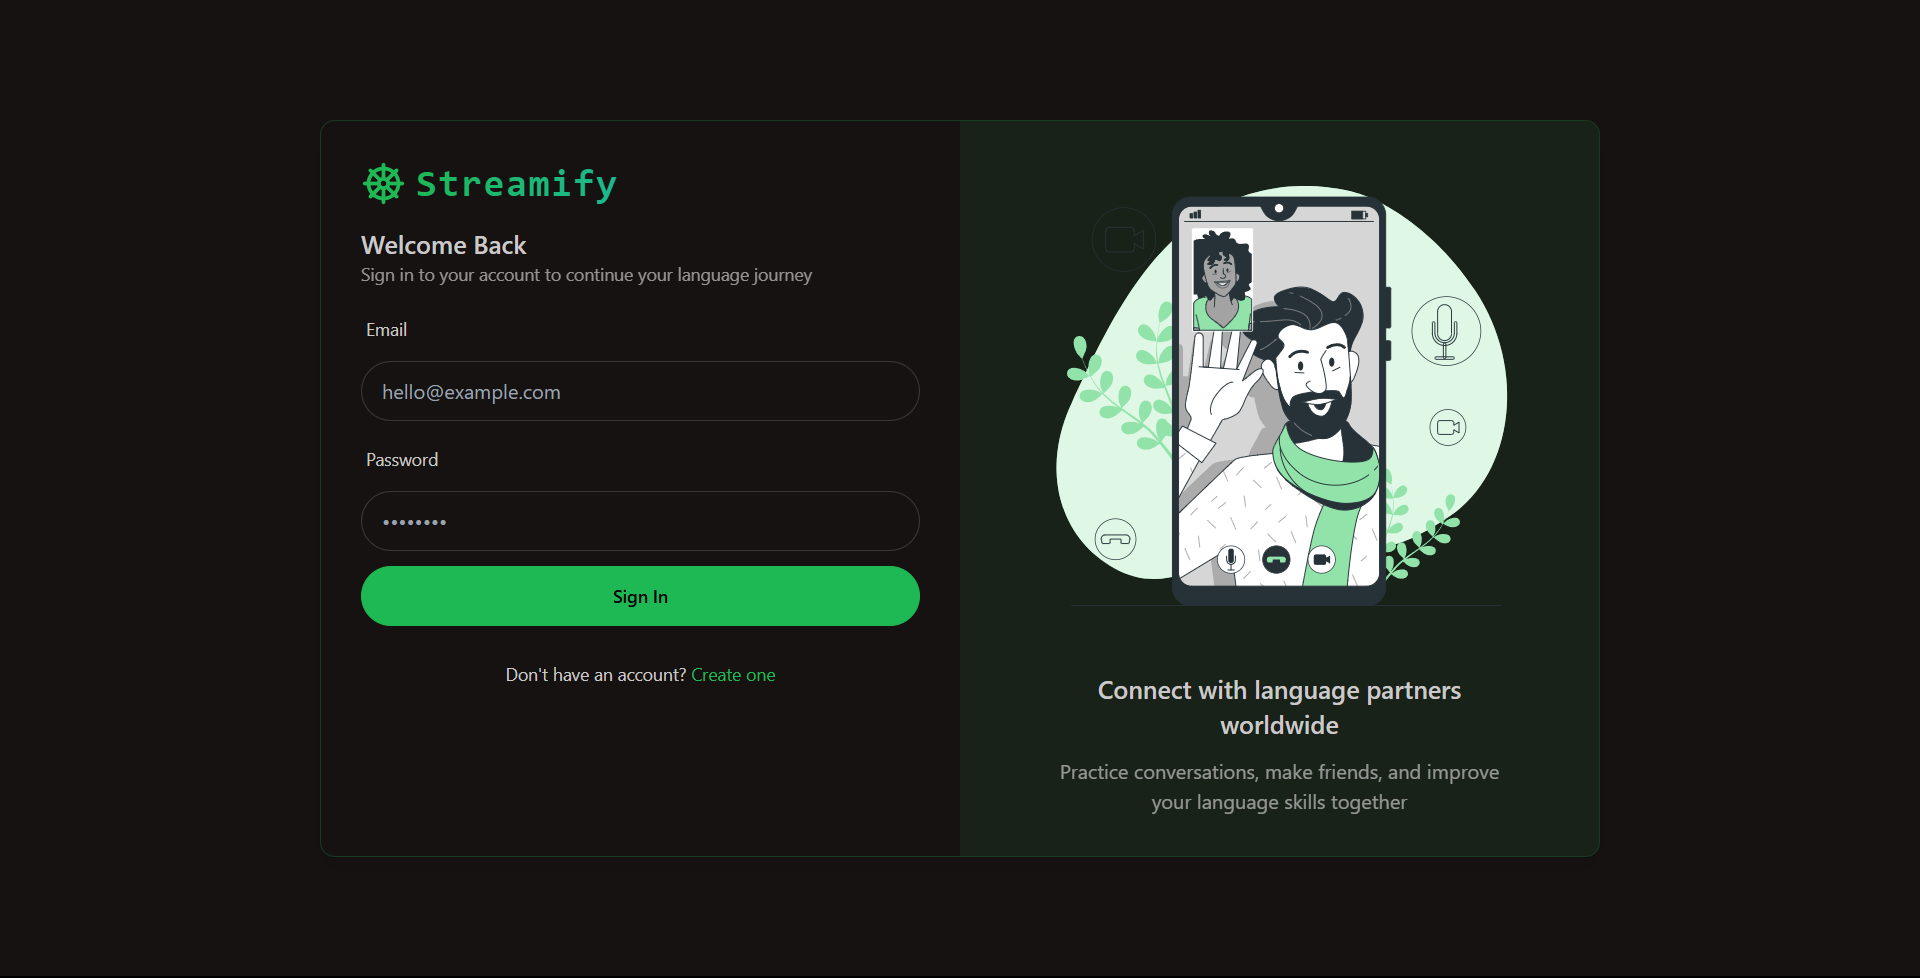 Streamify
Welcome Back
Sign in to your account to continue your language journey
Email
hello@example.com
Password
••••••••
Sign In
Don't have an account? Create one
Connect with language partners
worldwide
Practice conversations, make friends, and improve
your language skills together